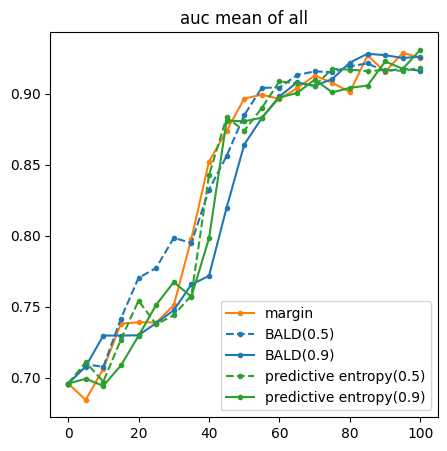 auc mean of all
0.90
0.85
0.80
0.75
0.70
margin
BALD(0.5)
BALD(0.9)
predictive entropy(0.5)
predictive entropy(0.9)
0 20 40 60 80 100